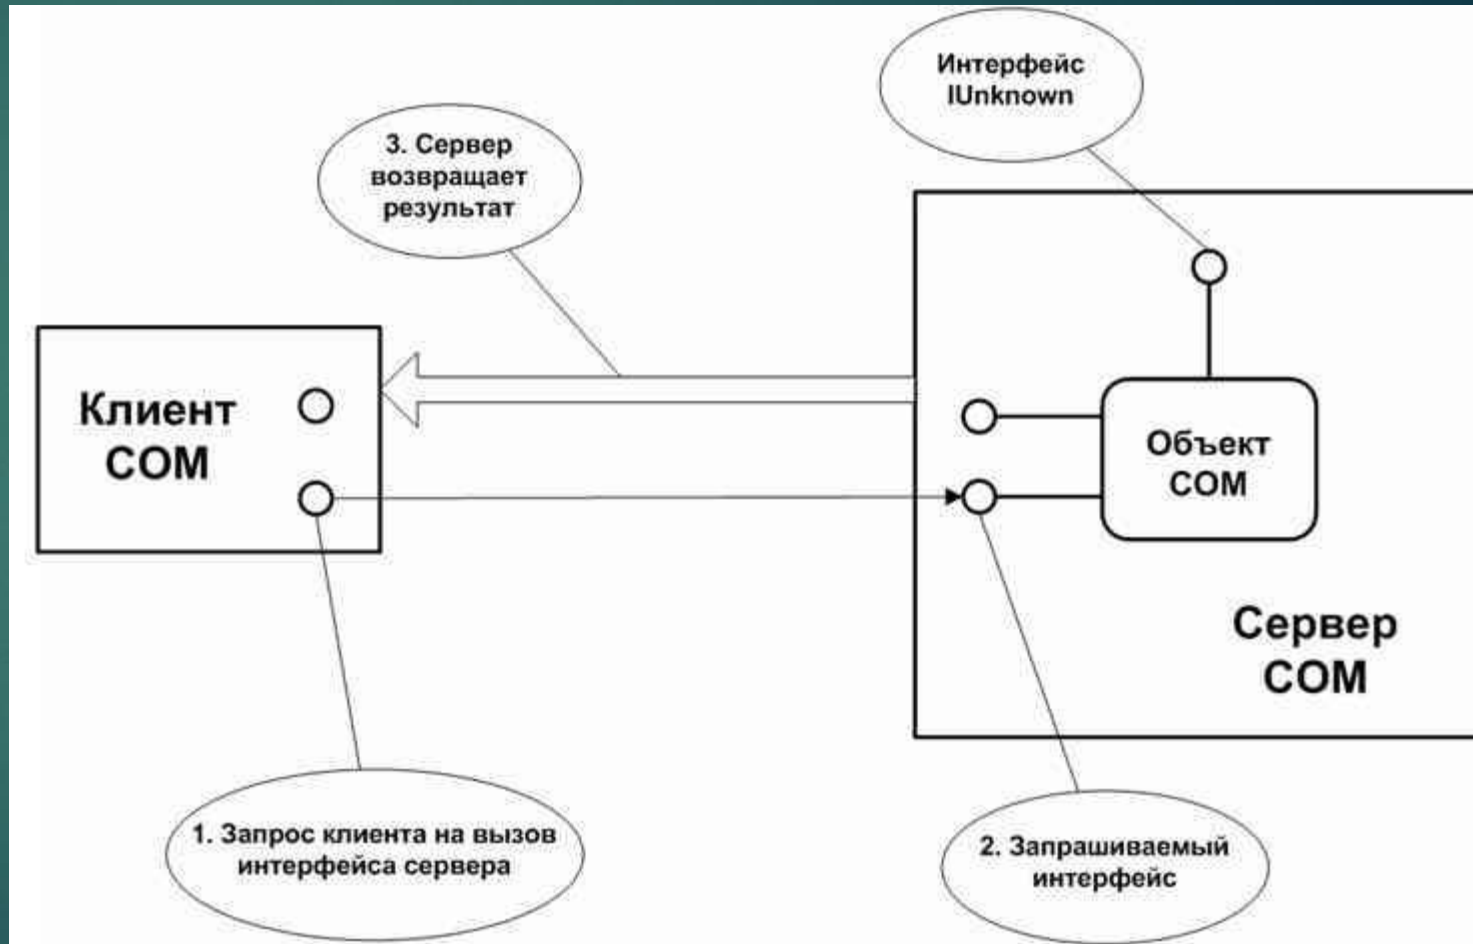 Интерфейс
IUnknown
3. Сервер
возвращает
результат
Клиент
COM
Объект
COM
Сервер
COM
1. Запрос клиента на вызов
интерфейса сервера
2. Запрашиваемый
интерфейс